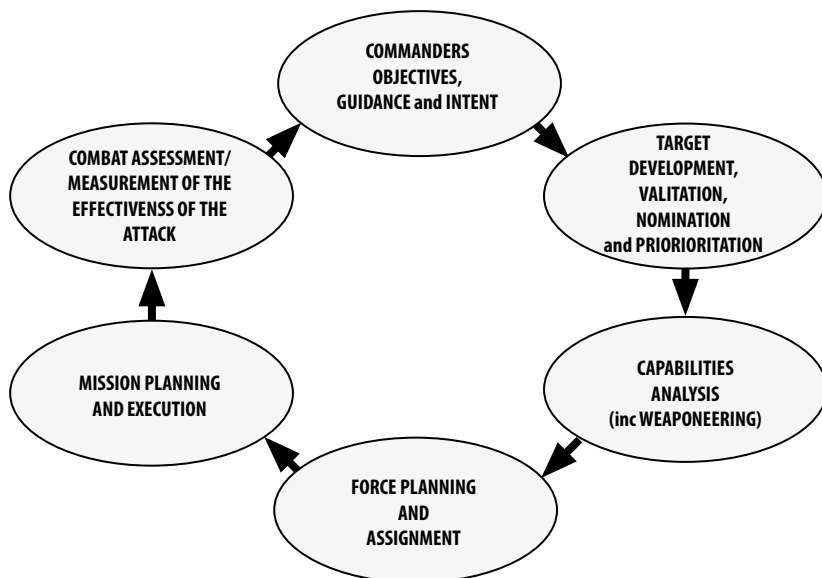 COMMANDERS
OBJECTIVES,
GUIDANCE and INTENT
TARGET
DEVELOPMENT,
VALITATION,
NOMINATION
and PRIORIORITATION
CAPABILITIES
ANALYSIS
(inc WEAPONEERING)
FORCE PLANNING
AND
ASSIGNMENT
MISSION PLANNING
AND EXECUTION
COMBAT ASSESSMENT/
MEASUREMENT OF THE
EFFECTIVENSS OF THE
ATTACK